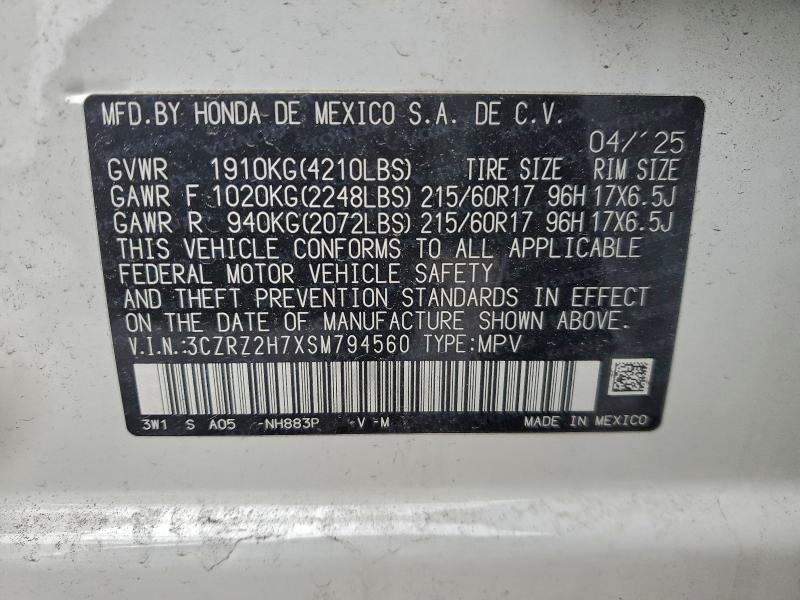 MFD.BY HONDA DE MEXICO S.A. DE C.V.
04/'25
GVWR 1910KG(4210LBS) TIRE SIZE RIM SIZE
GAWR F 1020KG(2248LBS) 215/60R17 96H 17X6.5J
GAWR R 940KG(2072LBS) 215/60R17 96H 17X6.5J
THIS VEHICLE CONFORMS TO ALL APPLICABLE
FEDERAL MOTOR VEHICLE SAFETY
AND THEFT PREVENTION STANDARDS IN EFFECT
ON THE DATE OF MANUFACTURE SHOWN ABOVE.
V.I.N.:3CZRZ2H7XSM794560 TYPE:MPV
3W1 S A05 -NH883P -V -M MADE IN MEXICO